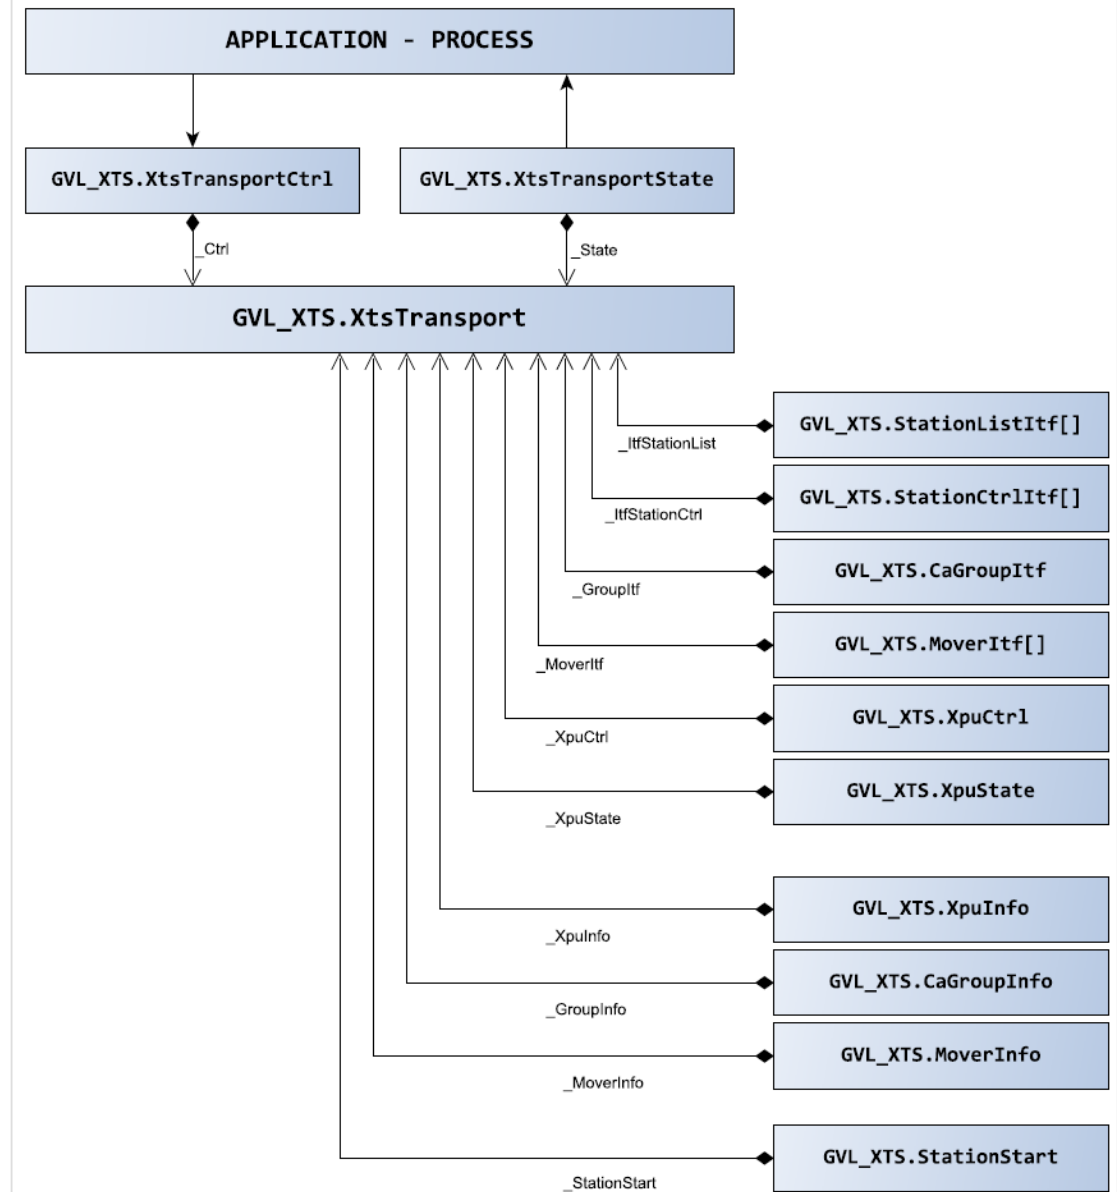 APPLICATION - PROCESS
GVL_XTS.XtsTransportCtrl
GVL_XTS.XtsTransportState
_Ctrl
_State
GVL_XTS.XtsTransport
GVL_XTS.StationListItf[]
_ItfStationList
GVL_XTS.StationCtrlItf[]
_ItfStationCtrl
GVL_XTS.CaGroupItf
_GroupItf
GVL_XTS.MoverItf[]
_MoverItf
GVL_XTS.XpuCtrl
_XpuCtrl
GVL_XTS.XpuState
_XpuState
GVL_XTS.XpuInfo
_XpuInfo
GVL_XTS.CaGroupInfo
_GroupInfo
GVL_XTS.MoverInfo
_MoverInfo
GVL_XTS.StationStart
_StationStart